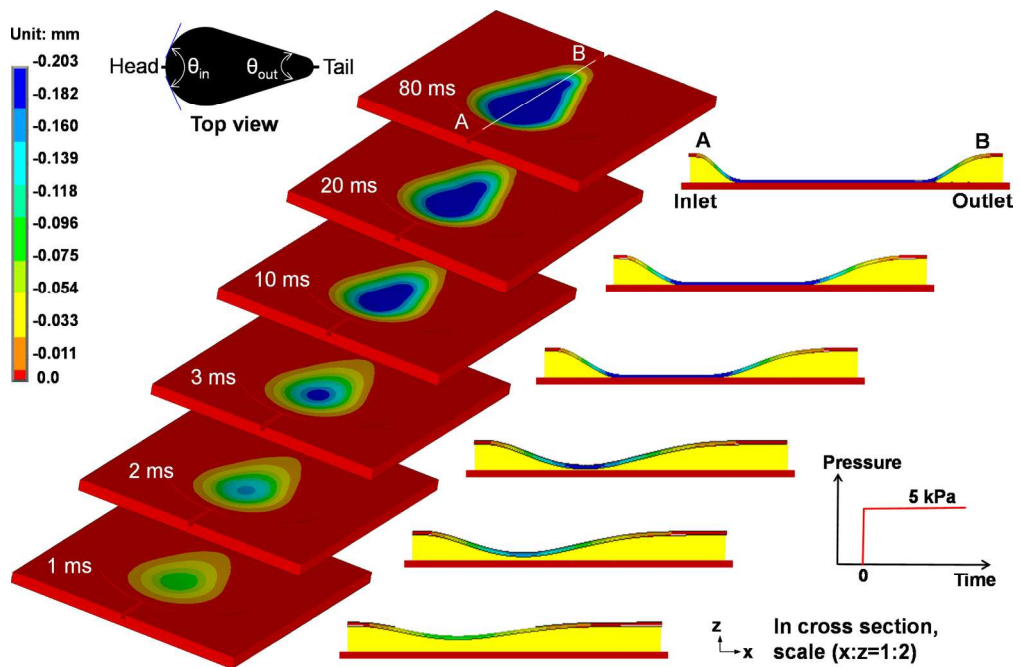 Unit: mm
-0.203
-0.182
-0.160
-0.139
-0.118
-0.096
-0.075
-0.054
-0.033
-0.011
0.0
Head θin θout Tail
Top view
80 ms
A
B
20 ms
10 ms
3 ms
2 ms
1 ms
A B
Inlet Outlet
Pressure
5 kPa
0
Time
z
x
In cross section,
scale (x:z=1:2)